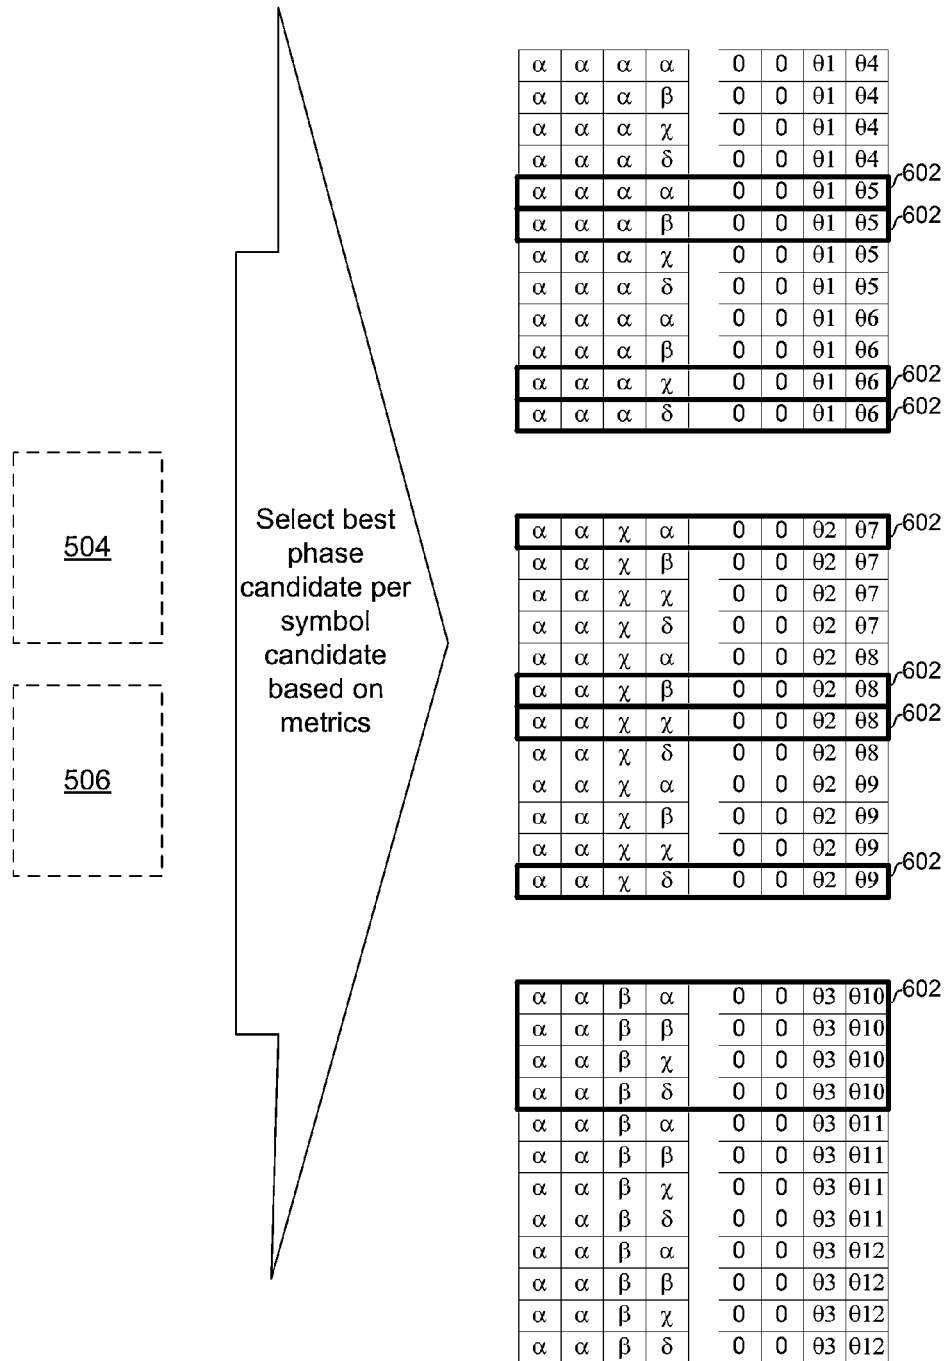 α α α α 0 0 θ1 θ4
α α α β 0 0 θ1 θ4
α α α χ 0 0 θ1 θ4
α α α δ 0 0 θ1 θ4
α α α α 0 0 θ1 θ5 602
α α α β 0 0 θ1 θ5 602
α α α χ 0 0 θ1 θ5
α α α δ 0 0 θ1 θ5
α α α α 0 0 θ1 θ6
α α α β 0 0 θ1 θ6
α α α χ 0 0 θ1 θ6 602
α α α δ 0 0 θ1 θ6 602
504
506
Select best
phase
candidate per
symbol
candidate
based on
metrics
α α χ α 0 0 θ2 θ7 602
α α χ β 0 0 θ2 θ7
α α χ χ 0 0 θ2 θ7
α α χ δ 0 0 θ2 θ7
α α χ α 0 0 θ2 θ8
α α χ β 0 0 θ2 θ8 602
α α χ χ 0 0 θ2 θ8 602
α α χ δ 0 0 θ2 θ8
α α χ α 0 0 θ2 θ9
α α χ β 0 0 θ2 θ9
α α χ χ 0 0 θ2 θ9
α α χ δ 0 0 θ2 θ9 602
α α β α 0 0 θ3 θ10 602
α α β β 0 0 θ3 θ10
α α β χ 0 0 θ3 θ10
α α β δ 0 0 θ3 θ10
α α β α 0 0 θ3 θ11
α α β β 0 0 θ3 θ11
α α β χ 0 0 θ3 θ11
α α β δ 0 0 θ3 θ11
α α β α 0 0 θ3 θ12
α α β β 0 0 θ3 θ12
α α β χ 0 0 θ3 θ12
α α β δ 0 0 θ3 θ12